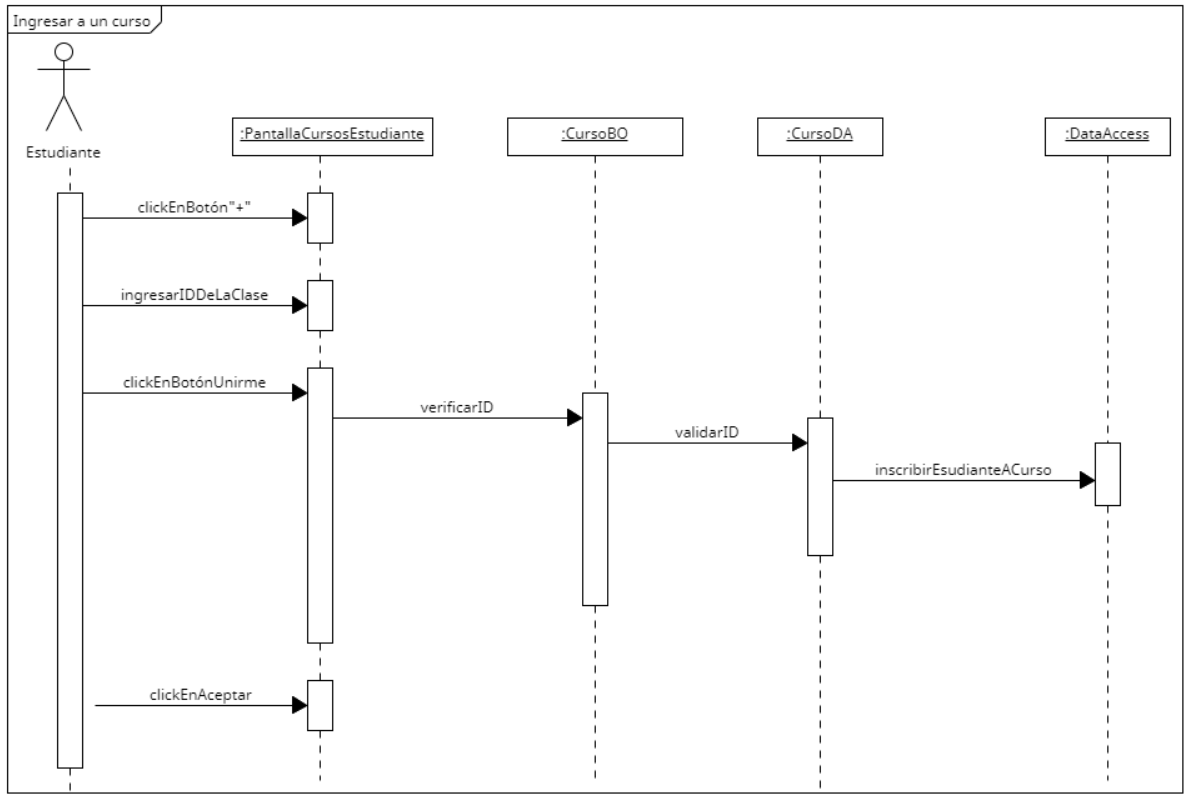 Ingresar a un curso
Estudiante
:PantallaCursosEstudiante
:CursoBO
:CursoDA
:DataAccess
clickEnBotón"+"
ingresarIDDeLaClase
clickEnBotónUnirme
verificarID
validarID
inscribirEsudianteACurso
clickEnAceptar